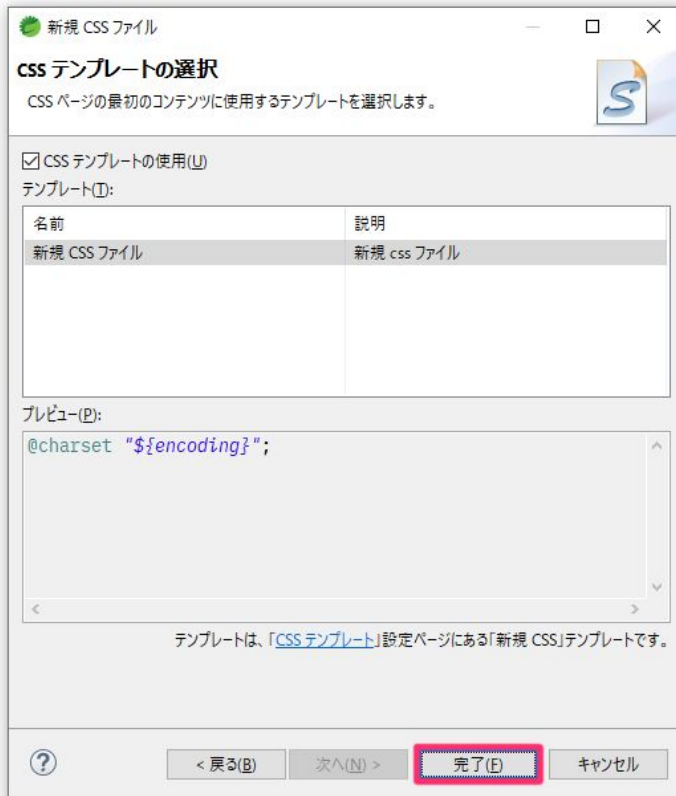 新規 CSS ファイル
CSS テンプレートの選択
CSS ページの最初のコンテンツに使用するテンプレートを選択します。
CSS テンプレートの使用(U)
テンプレート(T):
名前 説明
新規 CSS ファイル 新規 css ファイル
プレビュー(P):
@charset "${encoding}";
テンプレートは、「CSS テンプレート」設定ページにある「新規 CSS」テンプレートです。
< 戻る(B) 次へ(N) > 完了(F) キャンセル